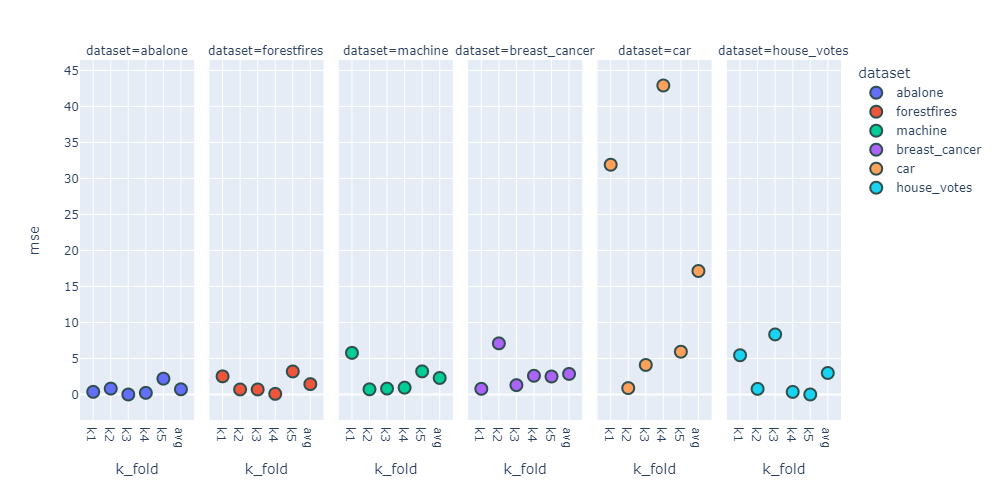 dataset=abalone dataset=forestfires dataset=machine dataset=breast_cancer dataset=car dataset=house_votes
45
40
35
30
25
20
15
10
5
0
mse
k1 k2 k3 k4 k5 avg k1 k2 k3 k4 k5 avg k1 k2 k3 k4 k5 avg k1 k2 k3 k4 k5 avg k1 k2 k3 k4 k5 avg k1 k2 k3 k4 k5 avg
k_fold k_fold k_fold k_fold k_fold k_fold
dataset
abalone
forestfires
machine
breast_cancer
car
house_votes